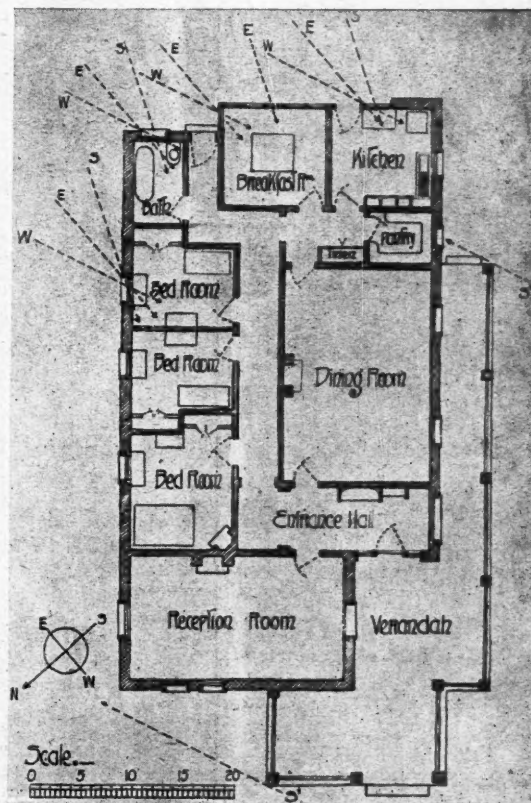 S
E
E
S
W
E
W
S
E
W
W
S
E
W
S
Kitchen
Breakfast Rm
Bath
Pantry
Bed Room
Bed Room
Dining Room
Bed Room
Entrance Hall
Reception Room
Verandah
E
S
N
W
S
Scale.
0 5 10 15 20